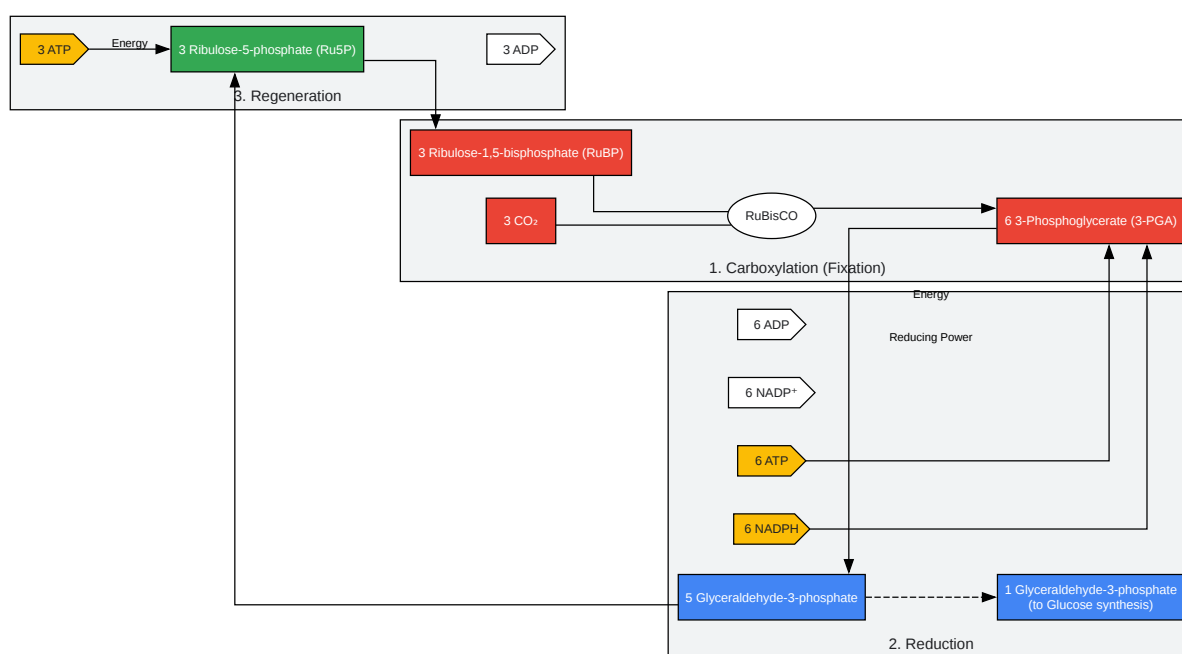 3 ATP
Energy
3 Ribulose-5-phosphate (Ru5P)
3 ADP
3. Regeneration
3 Ribulose-1,5-bisphosphate (RuBP)
3 CO₂
RuBisCO
6 3-Phosphoglycerate (3-PGA)
1. Carboxylation (Fixation)
Energy
6 ADP
Reducing Power
6 NADP⁺
6 ATP
6 NADPH
5 Glyceraldehyde-3-phosphate
1 Glyceraldehyde-3-phosphate
(to Glucose synthesis)
2. Reduction